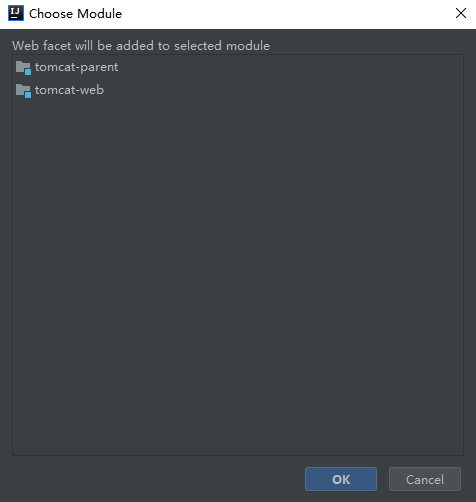 IJ
Choose Module
Web facet will be added to selected module
tomcat-parent
tomcat-web
OK
Cancel